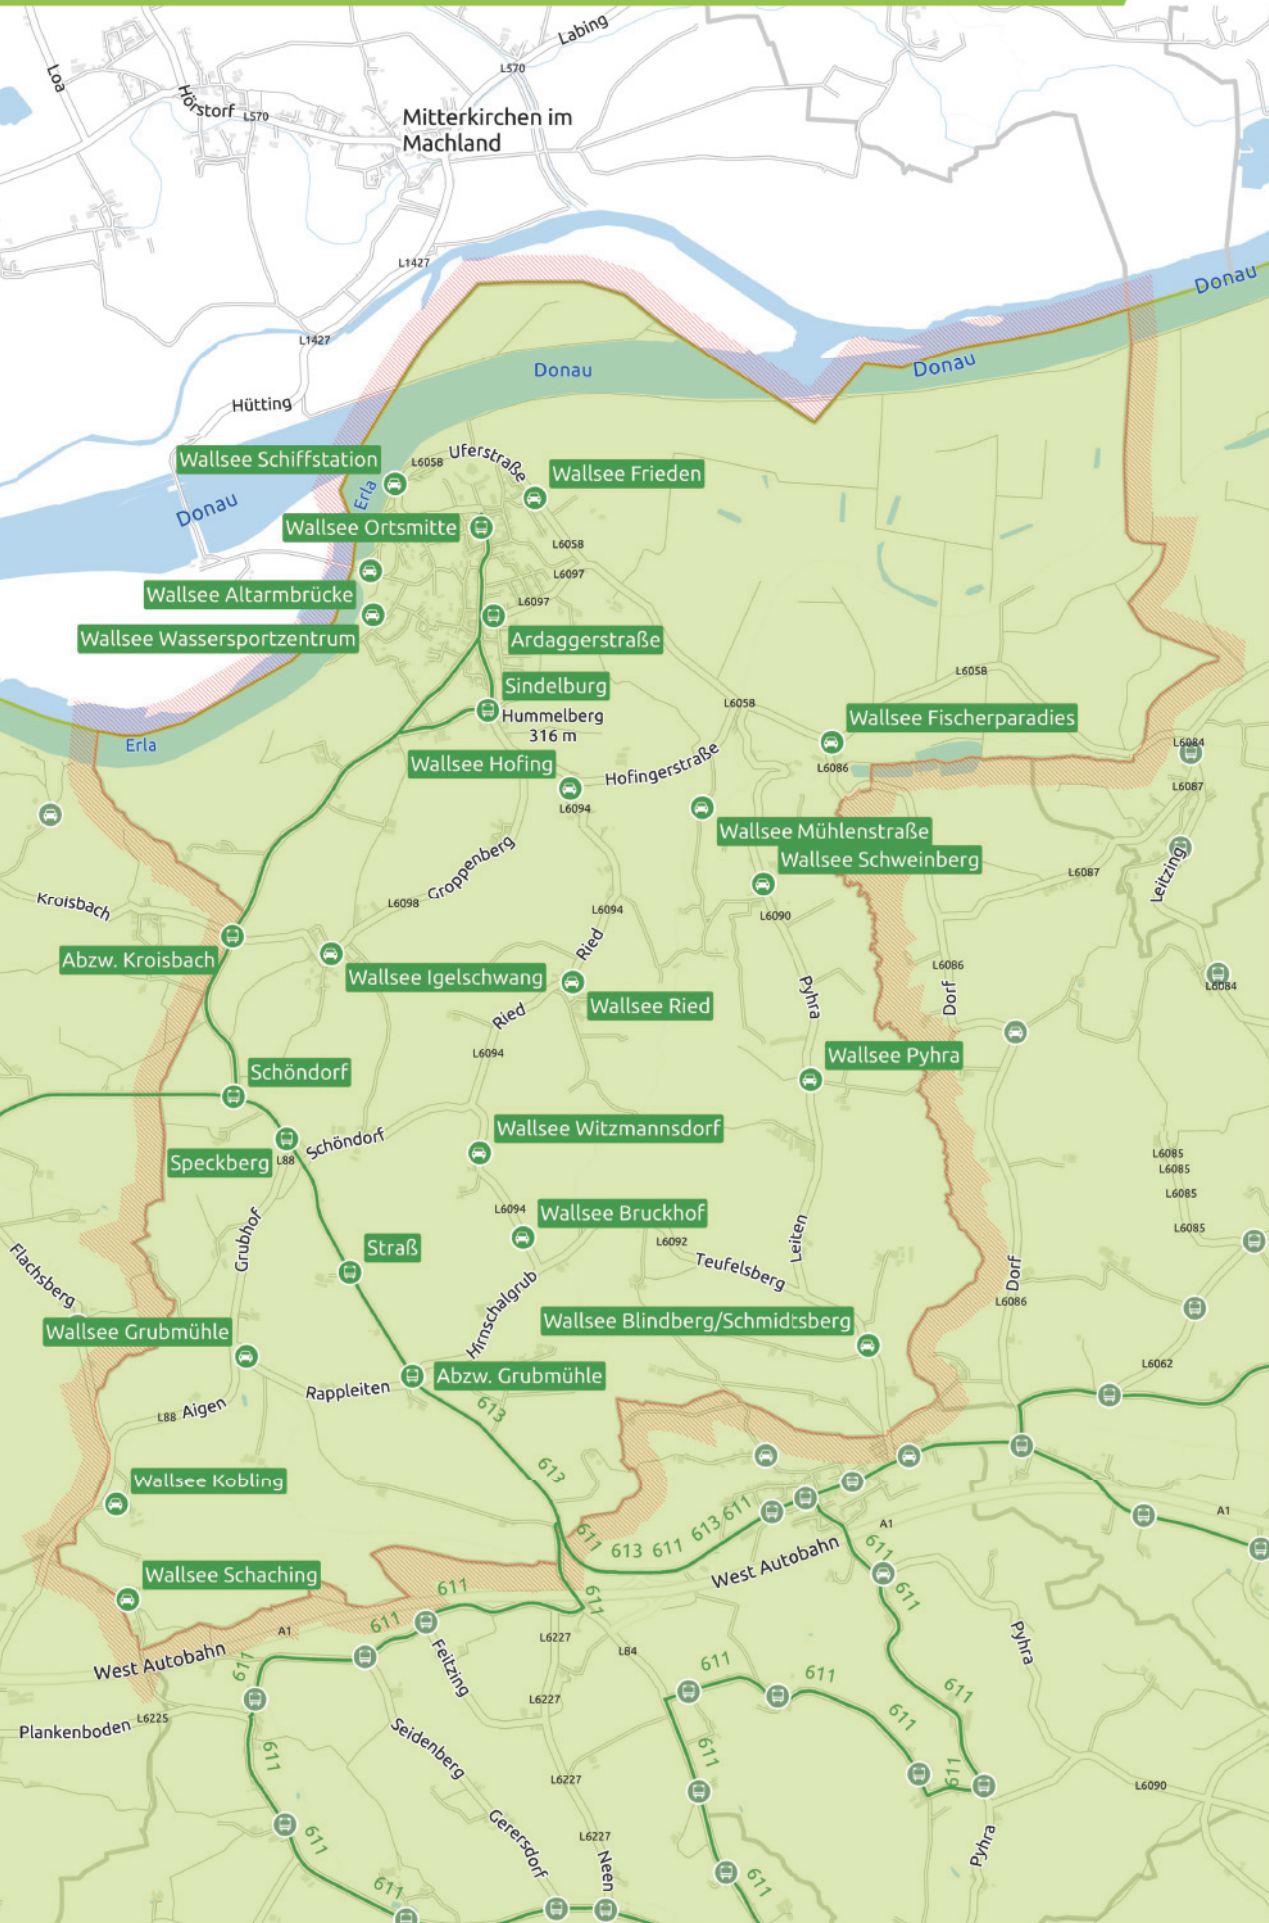 Labing
Loa
L570
Hörstorf
L570
Mitterkirchen im
Machland
1
L1427
Donau
L1427
Donau
Donau
Hütting
Uferstraße
Wallsee Schiffstation
L6058
Wallsee Frieden
Erla
Donau
Wallsee Ortsmitte
L6058
L6097
Wallsee Altarmbrücke
L6097
Wallsee Wassersportzentrum
Ardaggerstraße
L6058
Sindelburg
L6058
Hummelberg
316 m
Wallsee Fischerparadies
Erla
L6084
Wallsee Hofing
Hofingerstraße
L6086
L6087
L6094
Wallsee Mühlenstraße
Wallsee Schweinberg
Groppenberg
L6087
Leitzing
Kroisbach
L6098
L6094
L6090
Ried
Abzw. Kroisbach
Wallsee Igelschwang
L6086
L6084
Pyhra
Dorf
Wallsee Ried
Ried
L6094
Wallsee Pyhra
Schöndorf
Wallsee Witzmannsdorf
Schöndorf
Speckberg
L88
L6085
L6085
L6085
L6094
Wallsee Bruckhof
L6085
Grubhof
Straß
L6092
Leiten
Teufelsberg
Flachsberg
Dorf
L6086
Hirnschalgrub
Wallsee Grubmühle
Wallsee Blindberg/Schmidtsberg
L6062
Abzw. Grubmühle
Rappleiten
L88
Aigen
613
613
Wallsee Kobling
A1
613
611
A1
611
613
611
611
West Autobahn
Wallsee Schaching
611
611
611
611
A1
L6227
L84
Pyhra
West Autobahn
611
Feitzing
611
611
611
L6227
L6225
Plankenboden
611
Seidenberg
611
611
611
L6227
L6090
Gerersdorf
611
L6227
Pyhra
Neen
611
611